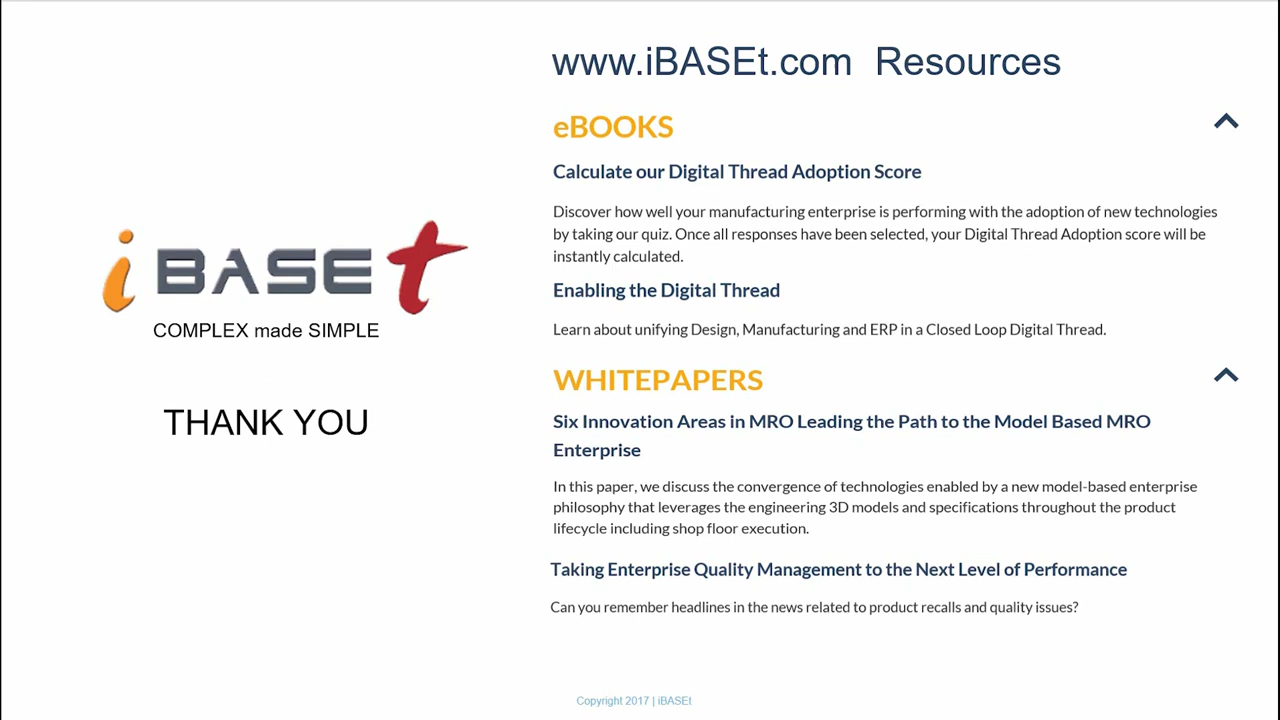 www.iBASEt.com Resources
eBOOKS
Calculate our Digital Thread Adoption Score
Discover how well your manufacturing enterprise is performing with the adoption of new technologies
by taking our quiz. Once all responses have been selected, your Digital Thread Adoption score will be
instantly calculated.
Enabling the Digital Thread
Learn about unifying Design, Manufacturing and ERP in a Closed Loop Digital Thread.
iBASEt
COMPLEX made SIMPLE
THANK YOU
WHITEPAPERS
Six Innovation Areas in MRO Leading the Path to the Model Based MRO
Enterprise
In this paper, we discuss the convergence of technologies enabled by a new model-based enterprise
philosophy that leverages the engineering 3D models and specifications throughout the product
lifecycle including shop floor execution.
Taking Enterprise Quality Management to the Next Level of Performance
Can you remember headlines in the news related to product recalls and quality issues?
Copyright 2017 | iBASEt